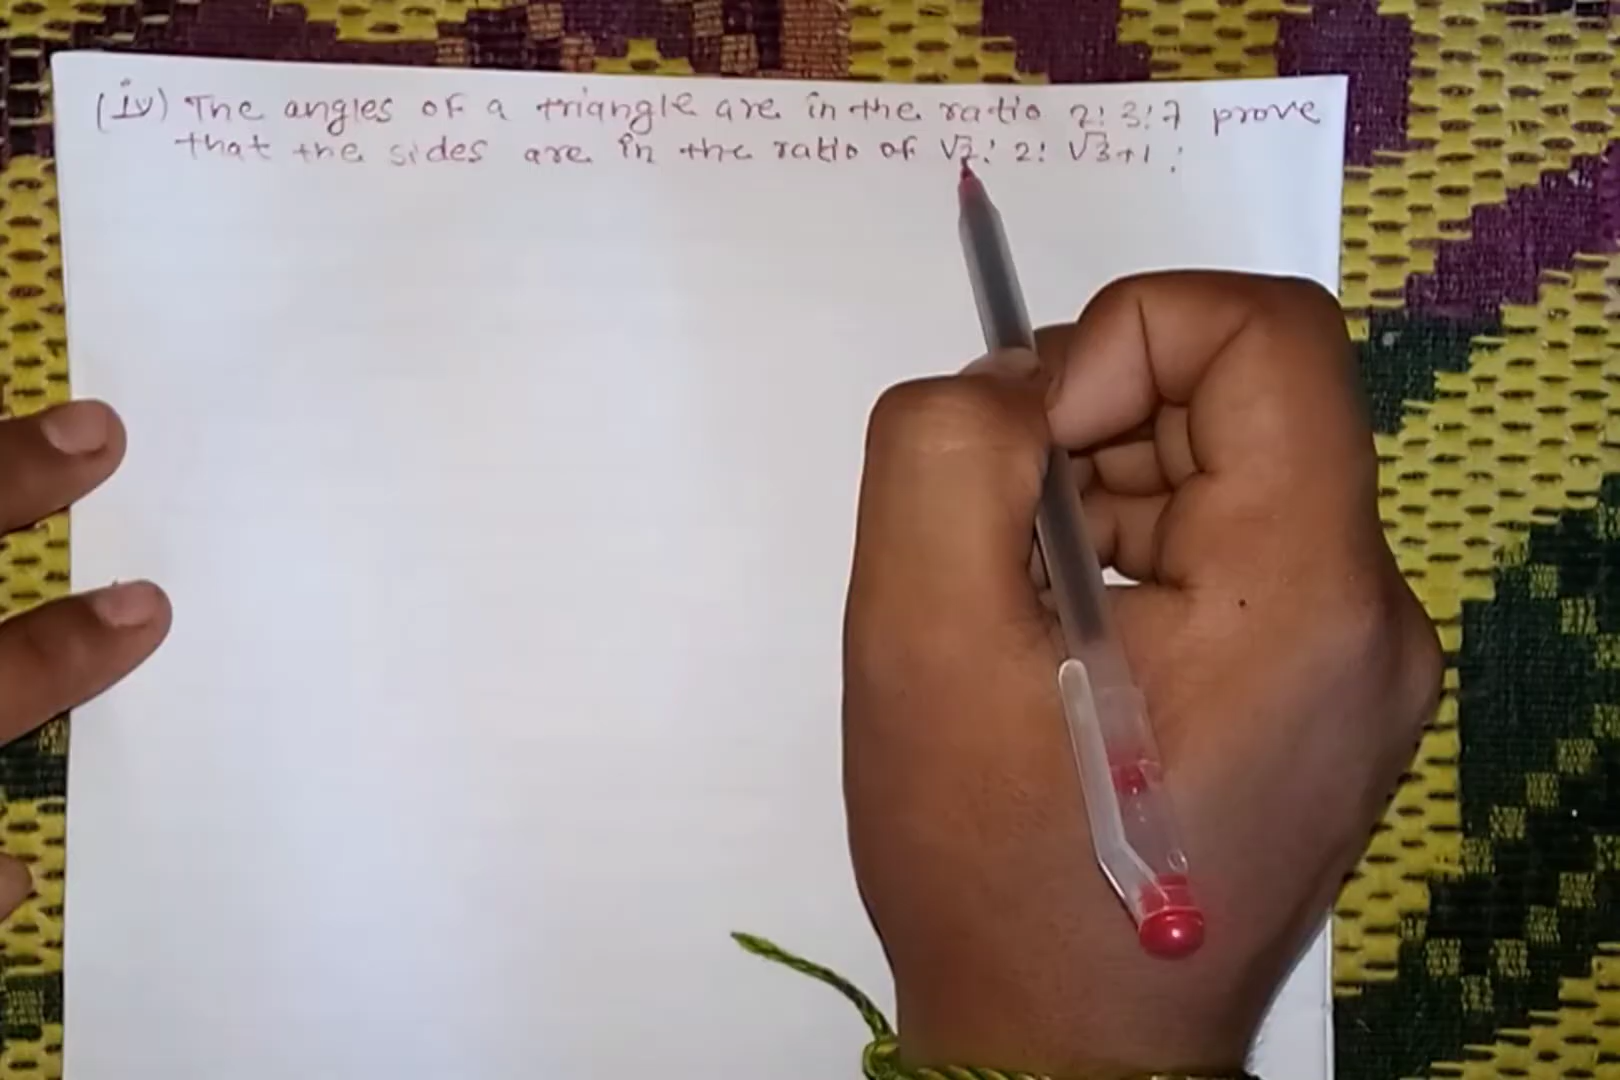 (iv) The angles of a triangle are in the ratio 2:3:7 prove
that the sides are in the ratio of √2: 2: √3+1: